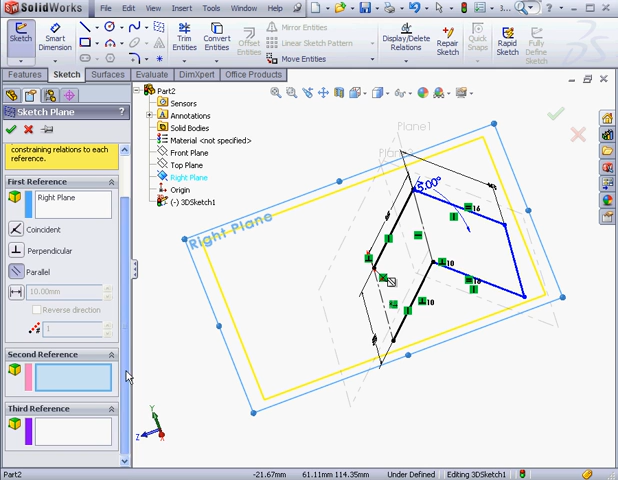 SolidWorks File Edit View Insert Tools Window Help
Sketch Smart Dimension Trim Entities Convert Entities Offset Entities Mirror Entities Linear Sketch Pattern Move Entities Display/Delete Relations Repair Sketch Quick Snaps Rapid Sketch Fully Define Sketch
Features Sketch Surfaces Evaluate DimXpert Office Products
Part2
Sketch Plane ?
constraining relations to each reference.
First Reference
Right Plane
Coincident
Perpendicular
Parallel
10.00mm
Reverse direction
1
Second Reference
Third Reference
Sensors
Annotations
Solid Bodies
Material <not specified>
Front Plane
Top Plane
Right Plane
Origin
(-) 3DSketch1
Plane1
5.00°
Right Plane
16
10
10
Y
Z
X
Part2 -21.67mm 61.11mm 114.35mm Under Defined Editing 3DSketch1